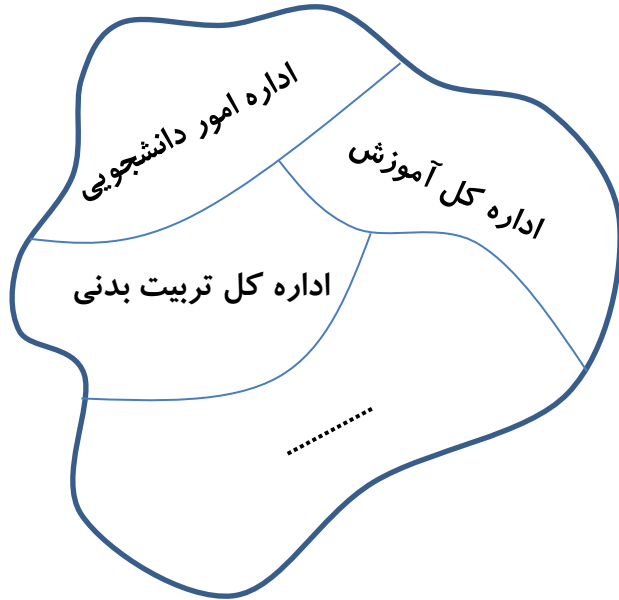 اداره امور دانشجویی
اداره کل آموزش
اداره کل تربیت بدنی
..............